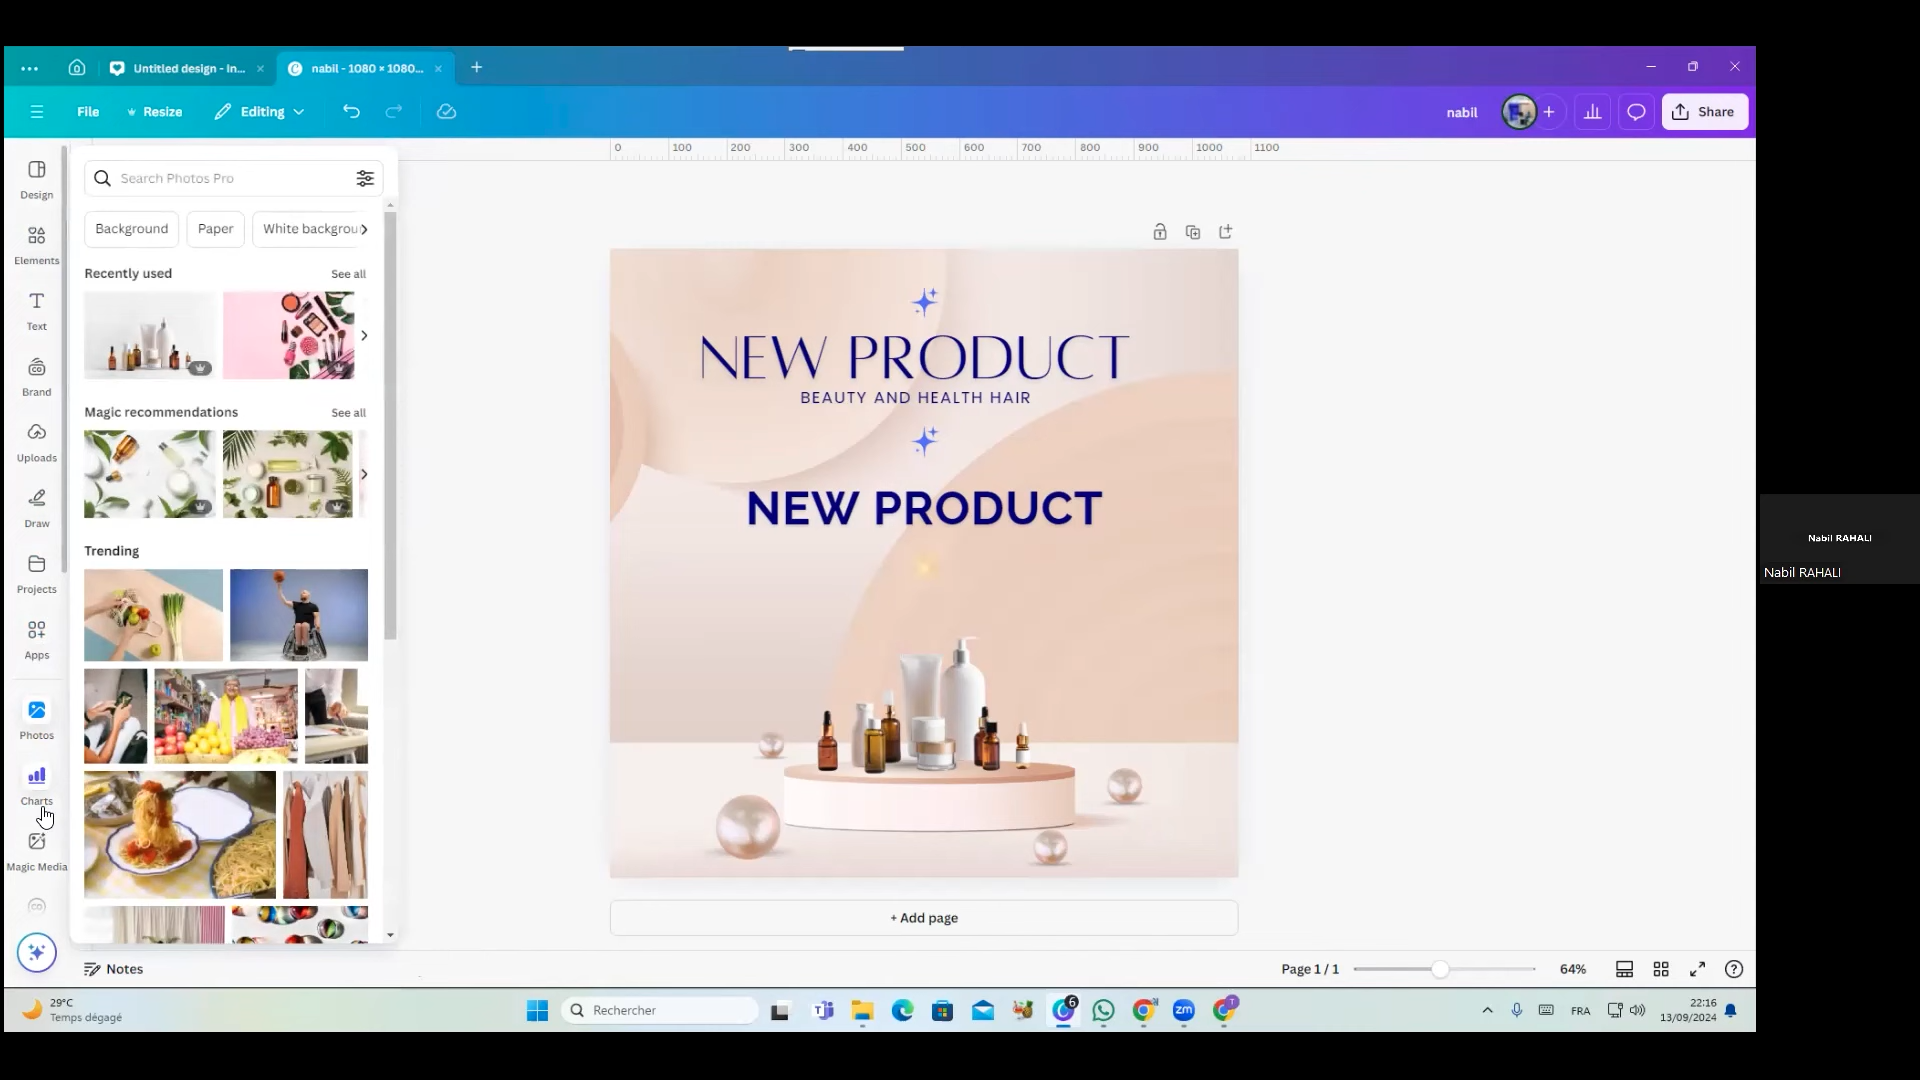 Untitled design - In...
nabil - 1080 × 1080...
File
Resize
Editing
nabil
Share
0 100 200 300 400 500 600 700 800 900 1000 1100
Design
Elements
Text
Brand
Uploads
Draw
Projects
Apps
Photos
Charts
Magic Media
Search Photos Pro
Background
Paper
White backgrou
Recently used
See all
Magic recommendations
See all
Trending
NEW PRODUCT
BEAUTY AND HEALTH HAIR
NEW PRODUCT
+ Add page
Notes
Page 1 / 1
64%
Nabil RAHALI
Nabil RAHALI
29°C
Temps dégagé
Rechercher
6
zm
FRA
22:16
13/09/2024